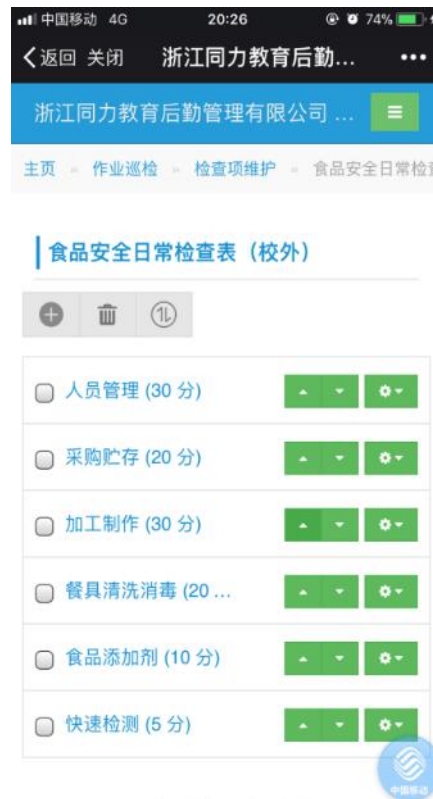 中国移动 4G 20:26 74%
返回 关闭 浙江同力教育后勤... •••
浙江同力教育后勤管理有限公司 ...
主页 » 作业巡检 » 检查项维护 » 食品安全日常检
食品安全日常检查表（校外）
人员管理 (30 分)
采购贮存 (20 分)
加工制作 (30 分)
餐具清洗消毒 (20 ...
食品添加剂 (10 分)
快速检测 (5 分)
中国移动